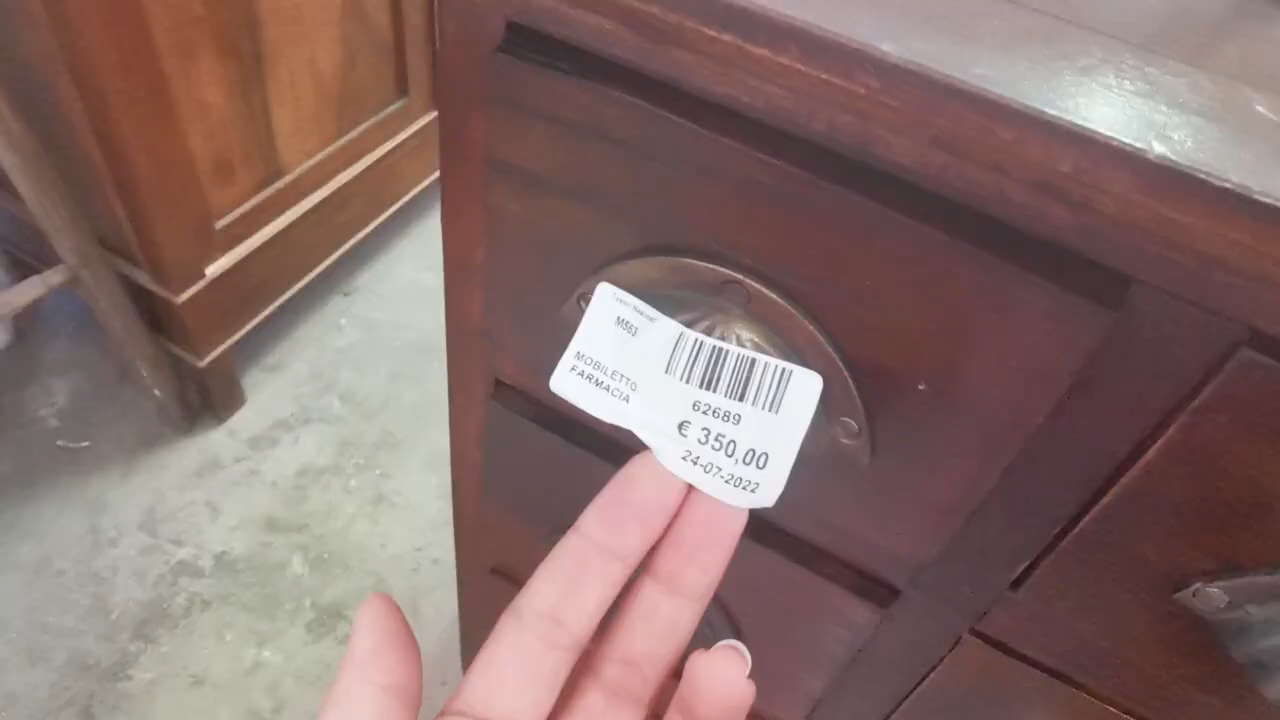 M563
MOBILETTO
FARMACIA
62689
€ 350,00
24-07-2022